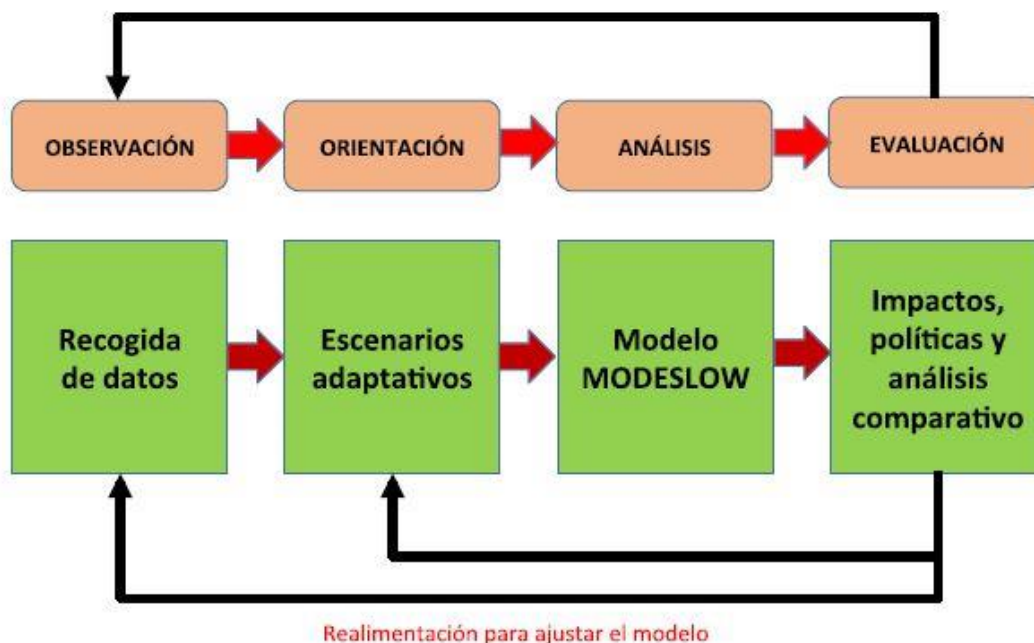 OBSERVACIÓN
ORIENTACIÓN
ANÁLISIS
EVALUACIÓN
Recogida
de datos
Escenarios
adaptativos
Modelo
MODESLOW
Impactos,
políticas y
análisis
comparativo
Realimentación para ajustar el modelo